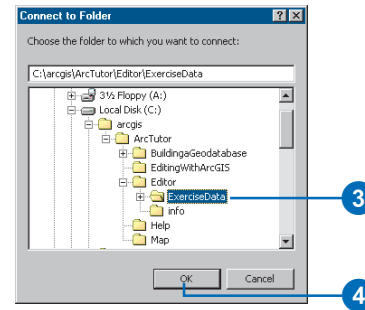 Connect to Folder
Choose the folder to which you want to connect:
C:\arcgis\ArcTutor\Editor\ExerciseData
3½ Floppy (A:)
Local Disk (C:)
arcgis
ArcTutor
BuildingaGeodatabase
EditingWithArcGIS
Editor
ExerciseData
info
Help
Map
OK
Cancel
3
4